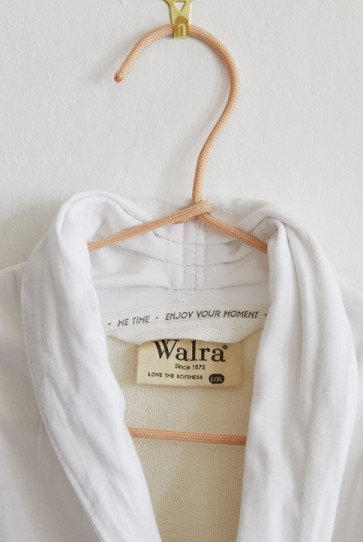 • ME TIME • ENJOY YOUR MOMENT •
Walra®
Since 1873
LOVE THE SOFTNESS L/XL